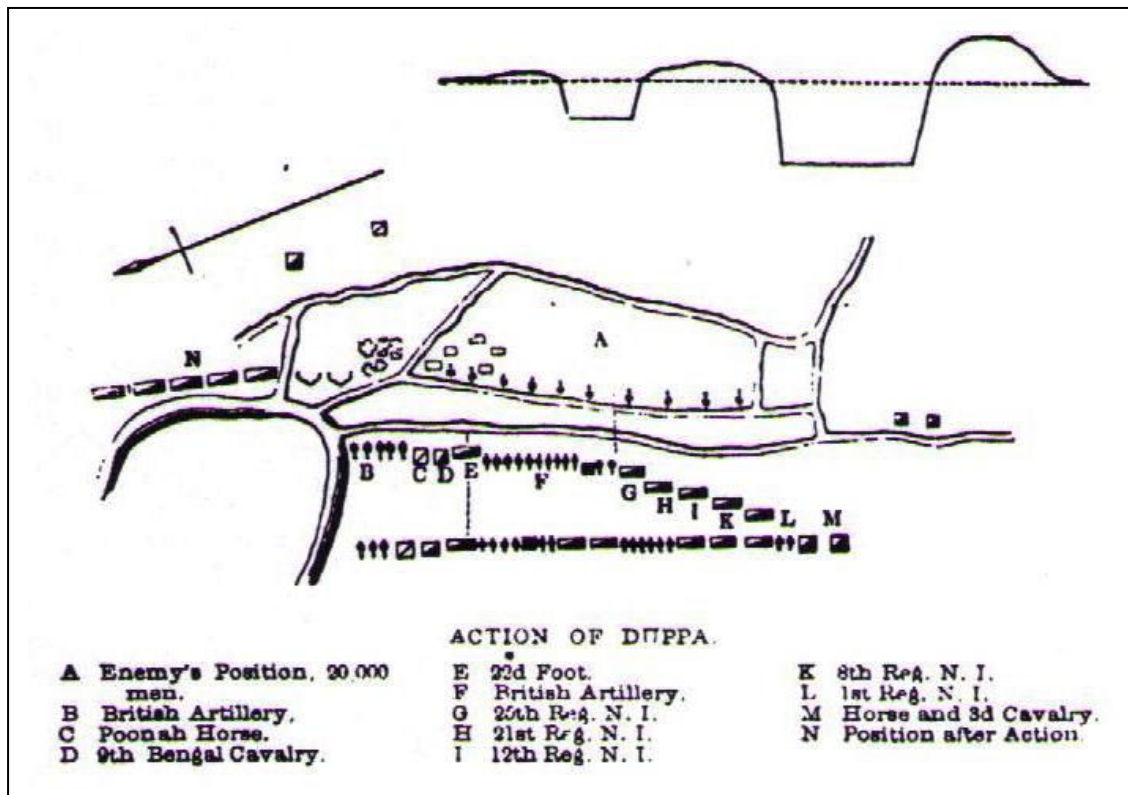 N
A
B
C
D
E
F
G
H
I
K
L
M
ACTION OF DUPPA.
A Enemy's Position, 20,000
men.
B British Artillery,
C Poonah Horse.
D 9th Bengal Cavalry.
E 22d Foot.
F British Artillery,
G 25th Reg. N. I.
H 21st Reg. N. I.
I 12th Reg. N. I.
K 8th Reg. N. I.
L 1st Reg. N. I.
M Horse and 3d Cavalry.
N Position after Action.